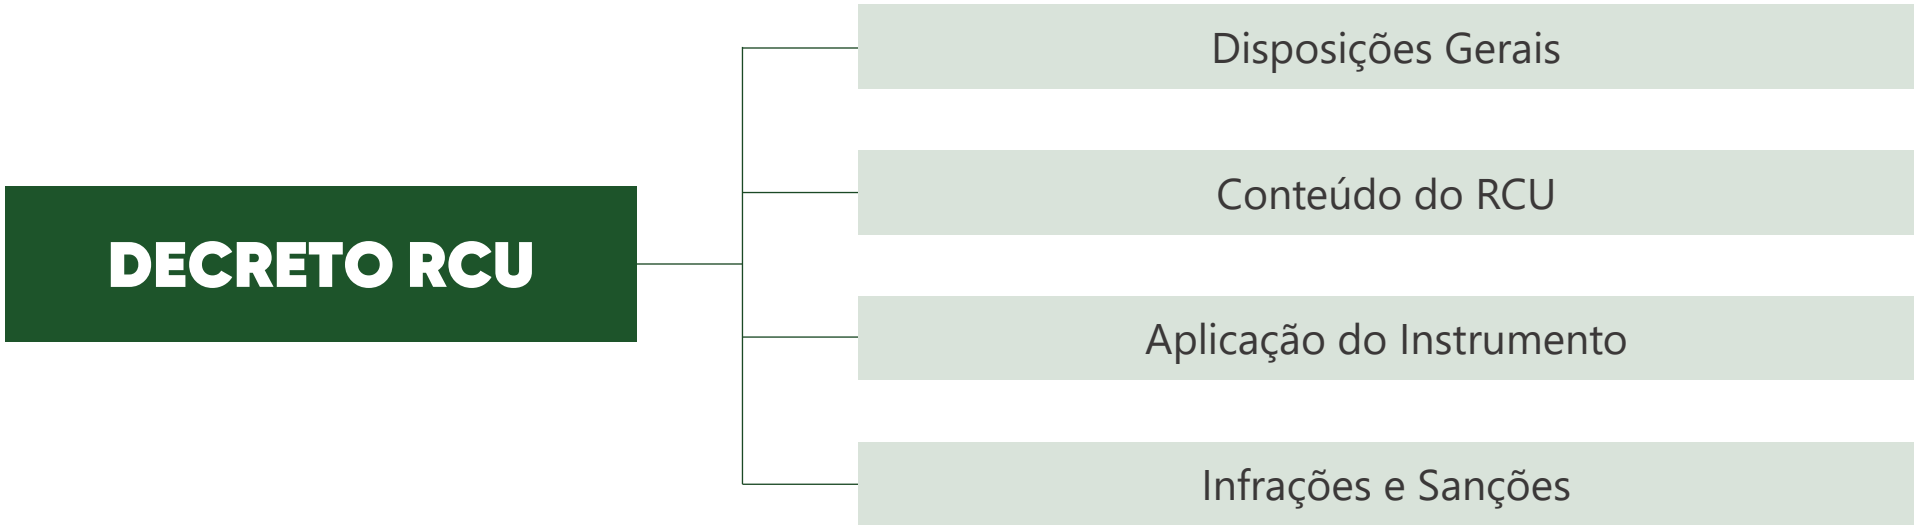 DECRETO RCU
Disposições Gerais
Conteúdo do RCU
Aplicação do Instrumento
Infrações e Sanções